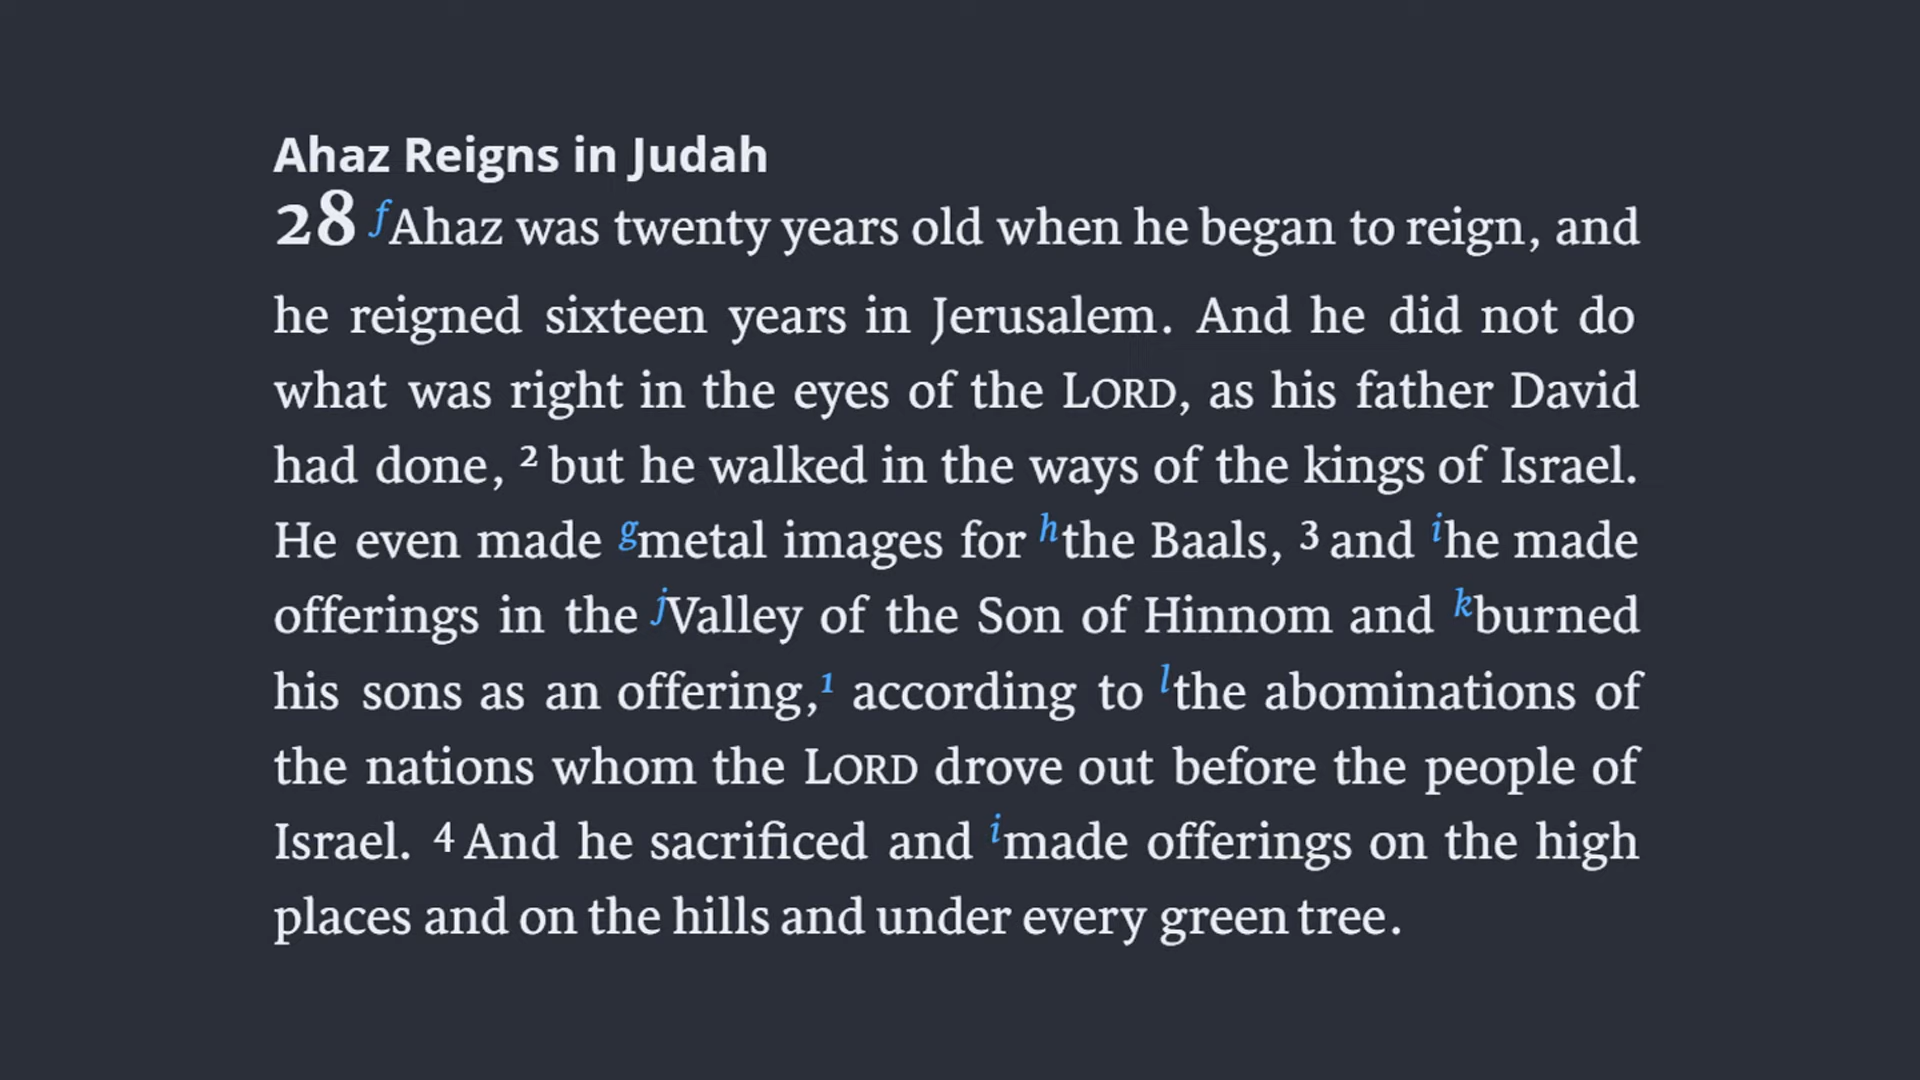 Ahaz Reigns in Judah
28 fAhaz was twenty years old when he began to reign, and
he reigned sixteen years in Jerusalem. And he did not do
what was right in the eyes of the LORD, as his father David
had done, 2 but he walked in the ways of the kings of Israel.
He even made gmetal images for hthe Baals, 3 and ihe made
offerings in the jValley of the Son of Hinnom and kburned
his sons as an offering,1 according to lthe abominations of
the nations whom the LORD drove out before the people of
Israel. 4 And he sacrificed and imade offerings on the high
places and on the hills and under every green tree.